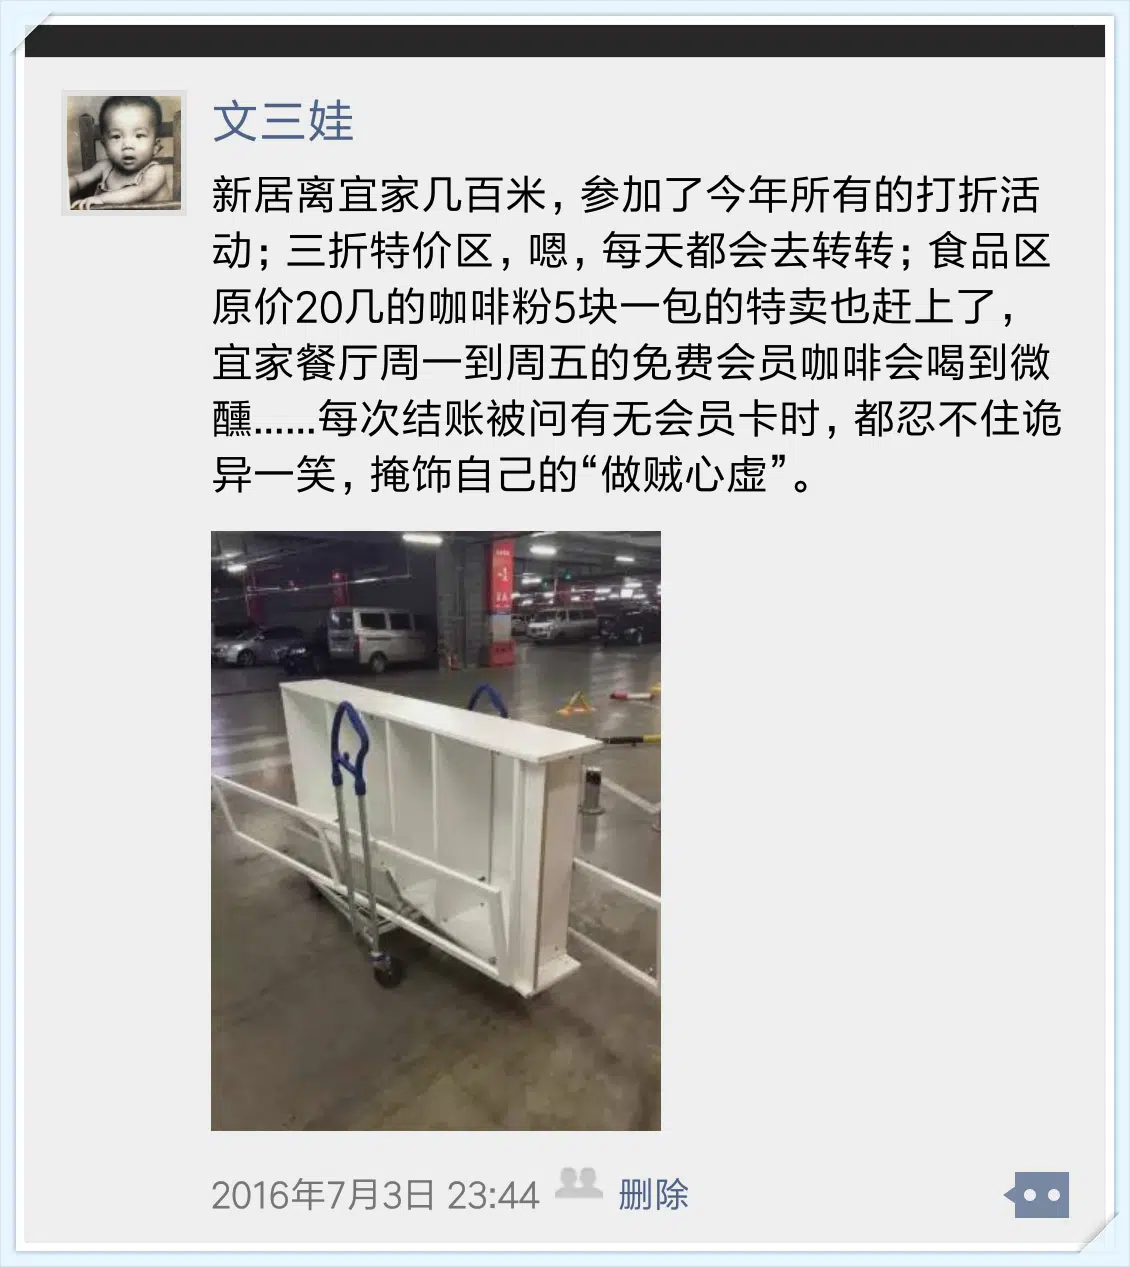 文三娃
新居离宜家几百米，参加了今年所有的打折活
动；三折特价区，嗯，每天都会去转转；食品区
原价20几的咖啡粉5块一包的特卖也赶上了，
宜家餐厅周一到周五的免费会员咖啡会喝到微
醺......每次结账被问有无会员卡时，都忍不住诡
异一笑，掩饰自己的“做贼心虚”。
2016年7月3日 23:44 删除